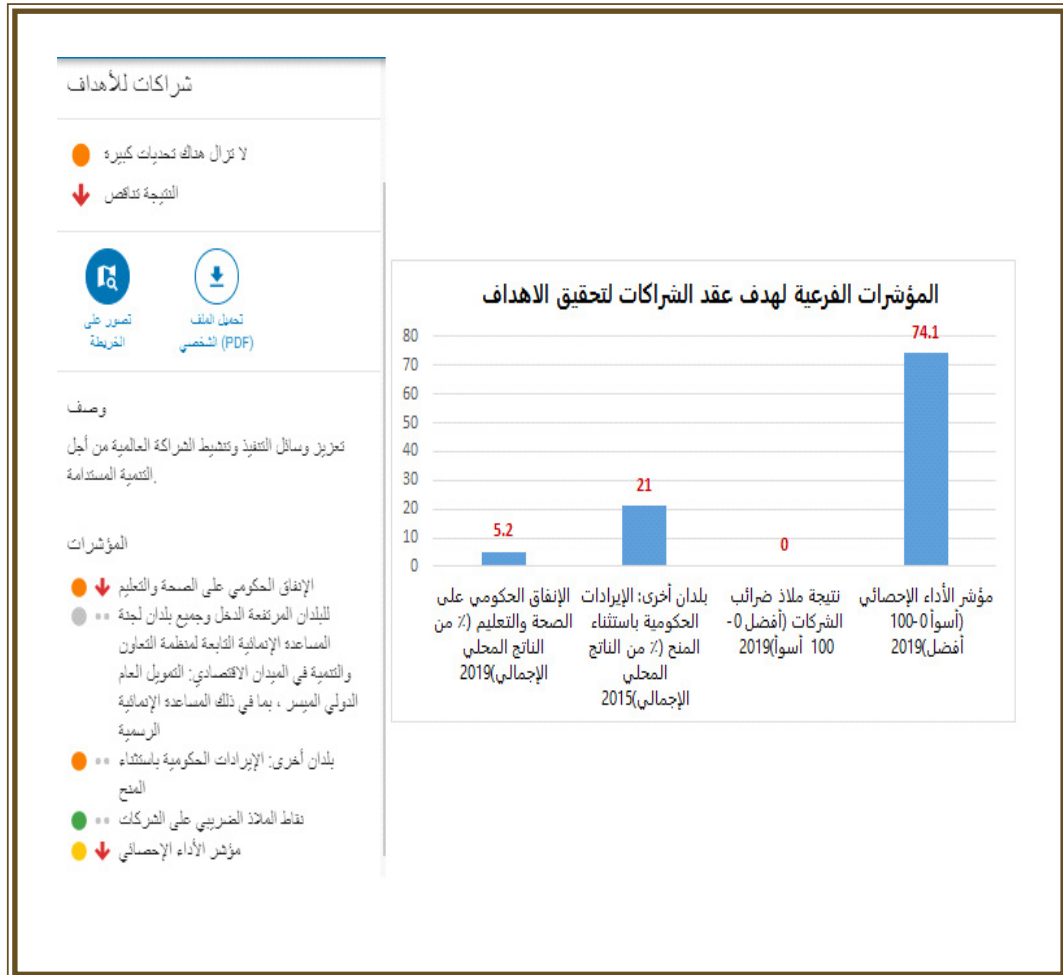 شراكات للأهداف
لا تزال هناك تحديات كبيرة
النتيجة تناقص
تصور على
الخريطة
تحميل الملف
الشخصي (PDF)
وصف
تعزيز وسائل التنفيذ وتنشيط الشراكة العالمية من أجل
التنمية المستدامة.
المؤشرات
الإنفاق الحكومي على الصحة والتعليم
للبلدان المرتفعة الدخل وجميع بلدان لجنة
المساعدة الإنمائية التابعة لمنظمة التعاون
والتنمية في الميدان الاقتصادي: التمويل العام
الدولي الميسر ، بما في ذلك المساعدة الإنمائية
الرسمية
بلدان أخرى: الإيرادات الحكومية باستثناء
المنح
نقاط الملاذ الضريبي على الشركات
مؤشر الأداء الإحصائي
المؤشرات الفرعية لهدف عقد الشراكات لتحقيق الاهداف
80
70
60
50
40
30
20
10
0
5.2
21
0
74.1
الإنفاق الحكومي على
الصحة والتعليم (٪ من
الناتج المحلي
الإجمالي)2019
بلدان أخرى: الإيرادات
الحكومية باستثناء
المنح (٪ من الناتج
المحلي
الإجمالي)2015
نتيجة ملاذ ضرائب
الشركات (أفضل 0-
100 أسوأ)2019
مؤشر الأداء الإحصائي
(أسوأ 0-100
أفضل)2019